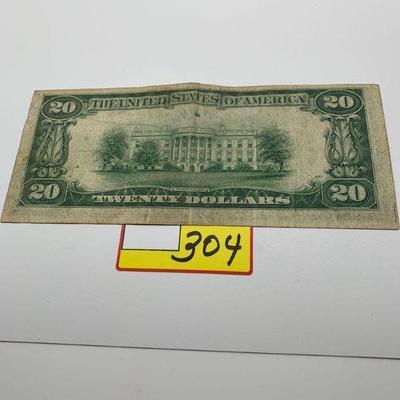 20 THE UNITED STATES OF AMERICA 20
20 TWENTY DOLLARS 20
304